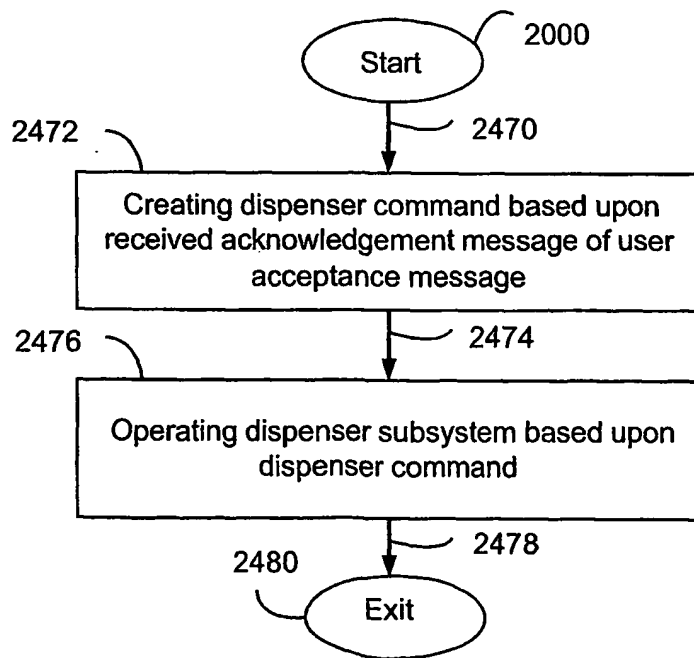 2000
Start
2470
2472
Creating dispenser command based upon
received acknowledgement message of user
acceptance message
2474
2476
Operating dispenser subsystem based upon
dispenser command
2478
2480
Exit